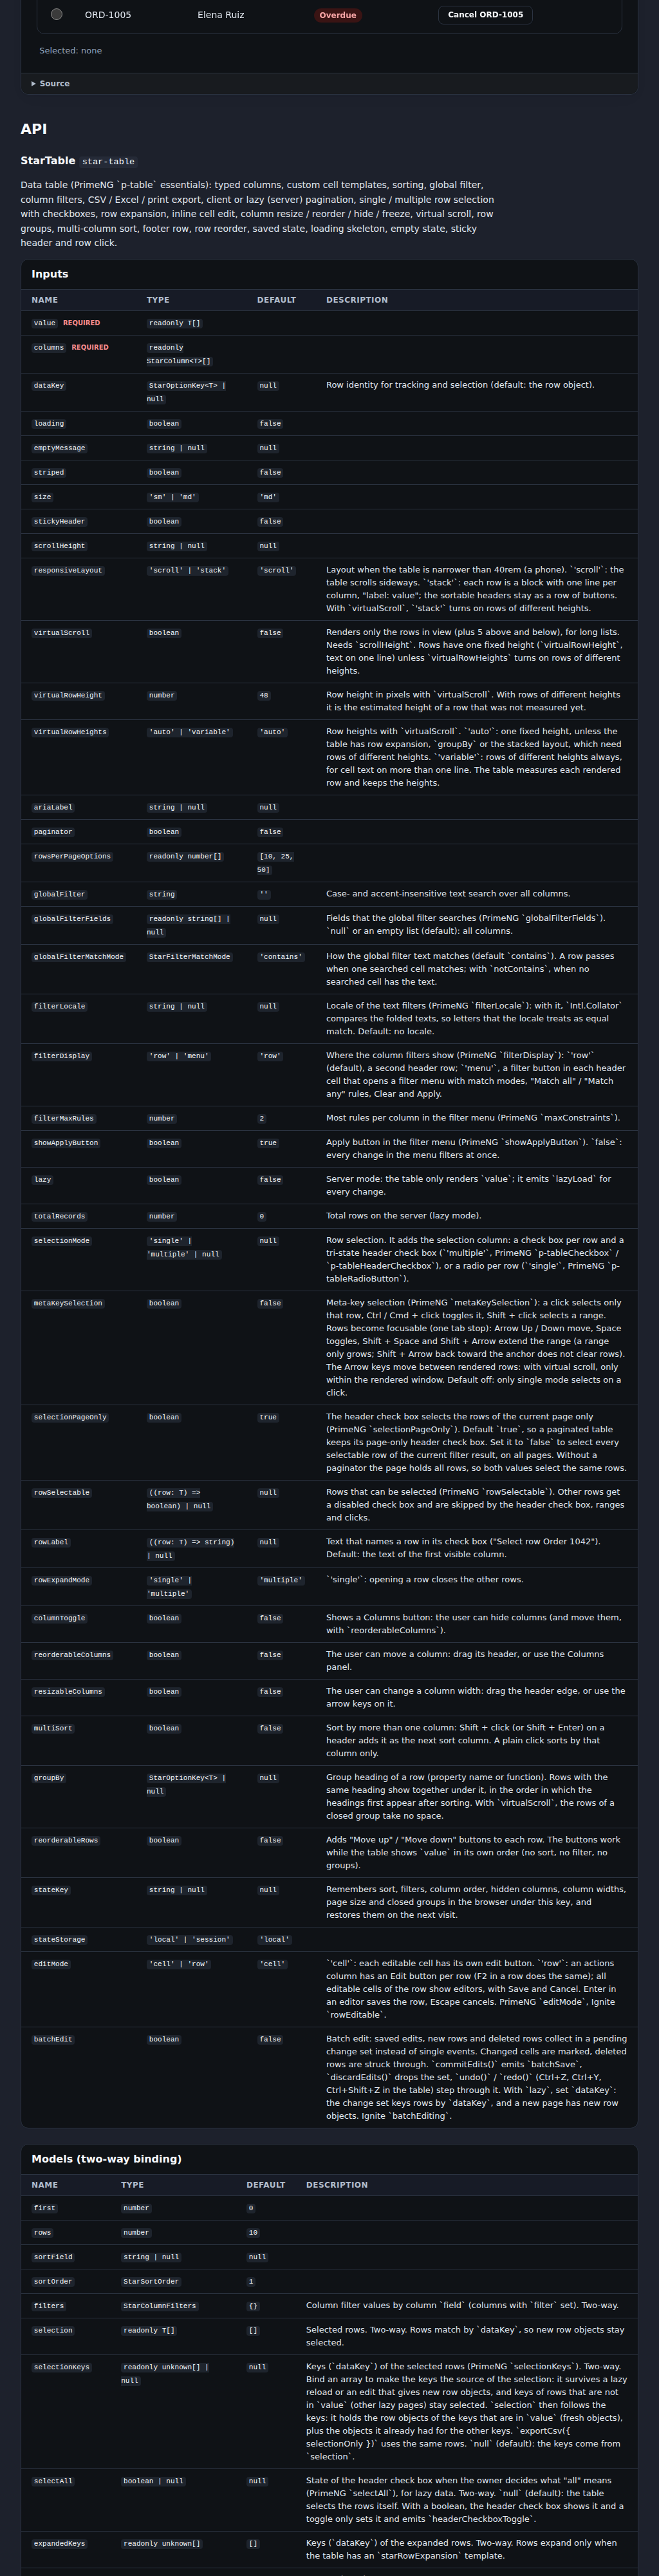 ORD-1005 Elena Ruiz Overdue Cancel ORD-1005
Selected: none
Source
API
StarTable star-table
Data table (PrimeNG `p-table` essentials): typed columns, custom cell templates, sorting, global filter,
column filters, CSV / Excel / print export, client or lazy (server) pagination, single / multiple row selection
with checkboxes, row expansion, inline cell edit, column resize / reorder / hide / freeze, virtual scroll, row
groups, multi-column sort, footer row, row reorder, saved state, loading skeleton, empty state, sticky
header and row click.
Inputs
NAME TYPE DEFAULT DESCRIPTION
value REQUIRED readonly T[]
columns REQUIRED readonly
StarColumn<T>[]
dataKey StarOptionKey<T> | null Row identity for tracking and selection (default: the row object).
null
loading boolean false
emptyMessage string | null null
striped boolean false
size 'sm' | 'md' 'md'
stickyHeader boolean false
scrollHeight string | null null
responsiveLayout 'scroll' | 'stack' 'scroll' Layout when the table is narrower than 40rem (a phone). `'scroll'`: the
table scrolls sideways. `'stack'`: each row is a block with one line per
column, "label: value"; the sortable headers stay as a row of buttons.
With `virtualScroll`, `'stack'` turns on rows of different heights.
virtualScroll boolean false Renders only the rows in view (plus 5 above and below), for long lists.
Needs `scrollHeight`. Rows have one fixed height (`virtualRowHeight`,
text on one line) unless `virtualRowHeights` turns on rows of different
heights.
virtualRowHeight number 48 Row height in pixels with `virtualScroll`. With rows of different heights
it is the estimated height of a row that was not measured yet.
virtualRowHeights 'auto' | 'variable' 'auto' Row heights with `virtualScroll`. `'auto'`: one fixed height, unless the
table has row expansion, `groupBy` or the stacked layout, which need
rows of different heights. `'variable'`: rows of different heights always,
for cell text on more than one line. The table measures each rendered
row and keeps the heights.
ariaLabel string | null null
paginator boolean false
rowsPerPageOptions readonly number[] [10, 25,
50]
globalFilter string '' Case- and accent-insensitive text search over all columns.
globalFilterFields readonly string[] | null Fields that the global filter searches (PrimeNG `globalFilterFields`).
null `null` or an empty list (default): all columns.
globalFilterMatchMode StarFilterMatchMode 'contains' How the global filter text matches (default `contains`). A row passes
when one searched cell matches; with `notContains`, when no
searched cell has the text.
filterLocale string | null null Locale of the text filters (PrimeNG `filterLocale`): with it, `Intl.Collator`
compares the folded texts, so letters that the locale treats as equal
match. Default: no locale.
filterDisplay 'row' | 'menu' 'row' Where the column filters show (PrimeNG `filterDisplay`): `'row'`
(default), a second header row; `'menu'`, a filter button in each header
cell that opens a filter menu with match modes, "Match all" / "Match
any" rules, Clear and Apply.
filterMaxRules number 2 Most rules per column in the filter menu (PrimeNG `maxConstraints`).
showApplyButton boolean true Apply button in the filter menu (PrimeNG `showApplyButton`). `false`:
every change in the menu filters at once.
lazy boolean false Server mode: the table only renders `value`; it emits `lazyLoad` for
every change.
totalRecords number 0 Total rows on the server (lazy mode).
selectionMode 'single' | null Row selection. It adds the selection column: a check box per row and a
'multiple' | null tri-state header check box (`'multiple'`, PrimeNG `p-tableCheckbox` /
`p-tableHeaderCheckbox`), or a radio per row (`'single'`, PrimeNG `p-
tableRadioButton`).
metaKeySelection boolean false Meta-key selection (PrimeNG `metaKeySelection`): a click selects only
that row, Ctrl / Cmd + click toggles it, Shift + click selects a range.
Rows become focusable (one tab stop): Arrow Up / Down move, Space
toggles, Shift + Space and Shift + Arrow extend the range (a range
only grows; Shift + Arrow back toward the anchor does not clear rows).
The Arrow keys move between rendered rows: with virtual scroll, only
within the rendered window. Default off: only single mode selects on a
click.
selectionPageOnly boolean true The header check box selects the rows of the current page only
(PrimeNG `selectionPageOnly`). Default `true`, so a paginated table
keeps its page-only header check box. Set it to `false` to select every
selectable row of the current filter result, on all pages. Without a
paginator the page holds all rows, so both values select the same rows.
rowSelectable ((row: T) => null Rows that can be selected (PrimeNG `rowSelectable`). Other rows get
boolean) | null a disabled check box and are skipped by the header check box, ranges
and clicks.
rowLabel ((row: T) => string) null Text that names a row in its check box ("Select row Order 1042").
| null Default: the text of the first visible column.
rowExpandMode 'single' | 'multiple' `'single'`: opening a row closes the other rows.
'multiple'
columnToggle boolean false Shows a Columns button: the user can hide columns (and move them,
with `reorderableColumns`).
reorderableColumns boolean false The user can move a column: drag its header, or use the Columns
panel.
resizableColumns boolean false The user can change a column width: drag the header edge, or use the
arrow keys on it.
multiSort boolean false Sort by more than one column: Shift + click (or Shift + Enter) on a
header adds it as the next sort column. A plain click sorts by that
column only.
groupBy StarOptionKey<T> | null Group heading of a row (property name or function). Rows with the
null same heading show together under it, in the order in which the
headings first appear after sorting. With `virtualScroll`, the rows of a
closed group take no space.
reorderableRows boolean false Adds "Move up" / "Move down" buttons to each row. The buttons work
while the table shows `value` in its own order (no sort, no filter, no
groups).
stateKey string | null null Remembers sort, filters, column order, hidden columns, column widths,
page size and closed groups in the browser under this key, and
restores them on the next visit.
stateStorage 'local' | 'session' 'local'
editMode 'cell' | 'row' 'cell' `'cell'`: each editable cell has its own edit button. `'row'`: an actions
column has an Edit button per row (F2 in a row does the same); all
editable cells of the row show editors, with Save and Cancel. Enter in
an editor saves the row, Escape cancels. PrimeNG `editMode`, Ignite
`rowEditable`.
batchEdit boolean false Batch edit: saved edits, new rows and deleted rows collect in a pending
change set instead of single events. Changed cells are marked, deleted
rows are struck through. `commitEdits()` emits `batchSave`,
`discardEdits()` drops the set, `undo()` / `redo()` (Ctrl+Z, Ctrl+Y,
Ctrl+Shift+Z in the table) step through it. With `lazy`, set `dataKey`:
the change set keys rows by `dataKey`, and a new page has new row
objects. Ignite `batchEditing`.
Models (two-way binding)
NAME TYPE DEFAULT DESCRIPTION
first number 0
rows number 10
sortField string | null null
sortOrder StarSortOrder 1
filters StarColumnFilters {} Column filter values by column `field` (columns with `filter` set). Two-way.
selection readonly T[] [] Selected rows. Two-way. Rows match by `dataKey`, so new row objects stay
selected.
selectionKeys readonly unknown[] | null Keys (`dataKey`) of the selected rows (PrimeNG `selectionKeys`). Two-way.
null Bind an array to make the keys the source of the selection: it survives a lazy
reload or an edit that gives new row objects, and keys of rows that are not
in `value` (other lazy pages) stay selected. `selection` then follows the
keys: it holds the row objects of the keys that are in `value` (fresh objects),
plus the objects it already had for the other keys. `exportCsv({
selectionOnly })` uses the same rows. `null` (default): the keys come from
`selection`.
selectAll boolean | null null State of the header check box when the owner decides what "all" means
(PrimeNG `selectAll`), for lazy data. Two-way. `null` (default): the table
selects the rows itself. With a boolean, the header check box shows it and a
toggle only sets it and emits `headerCheckboxToggle`.
expandedKeys readonly unknown[] [] Keys (`dataKey`) of the expanded rows. Two-way. Rows expand only when
the table has an `starRowExpansion` template.